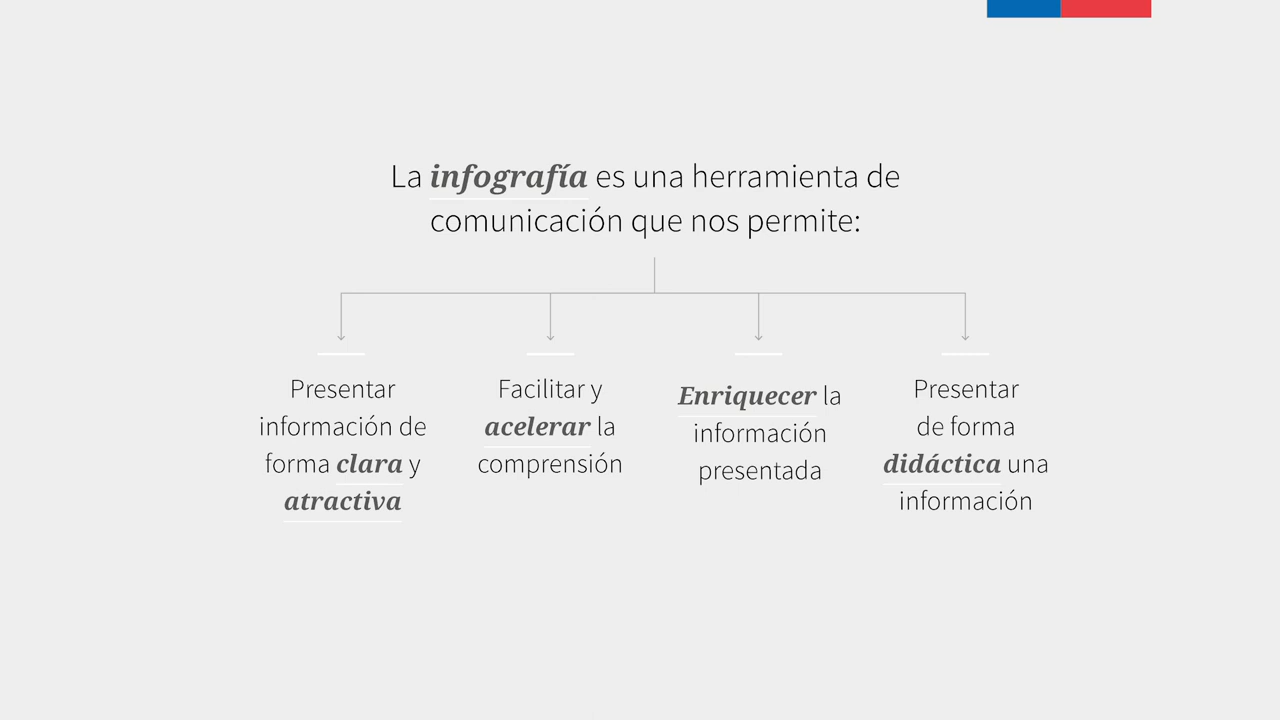 La infografía es una herramienta de
comunicación que nos permite:
Presentar
información de
forma clara y
atractiva
Facilitar y
acelerar la
comprensión
Enriquecer la
información
presentada
Presentar
de forma
didáctica una
información